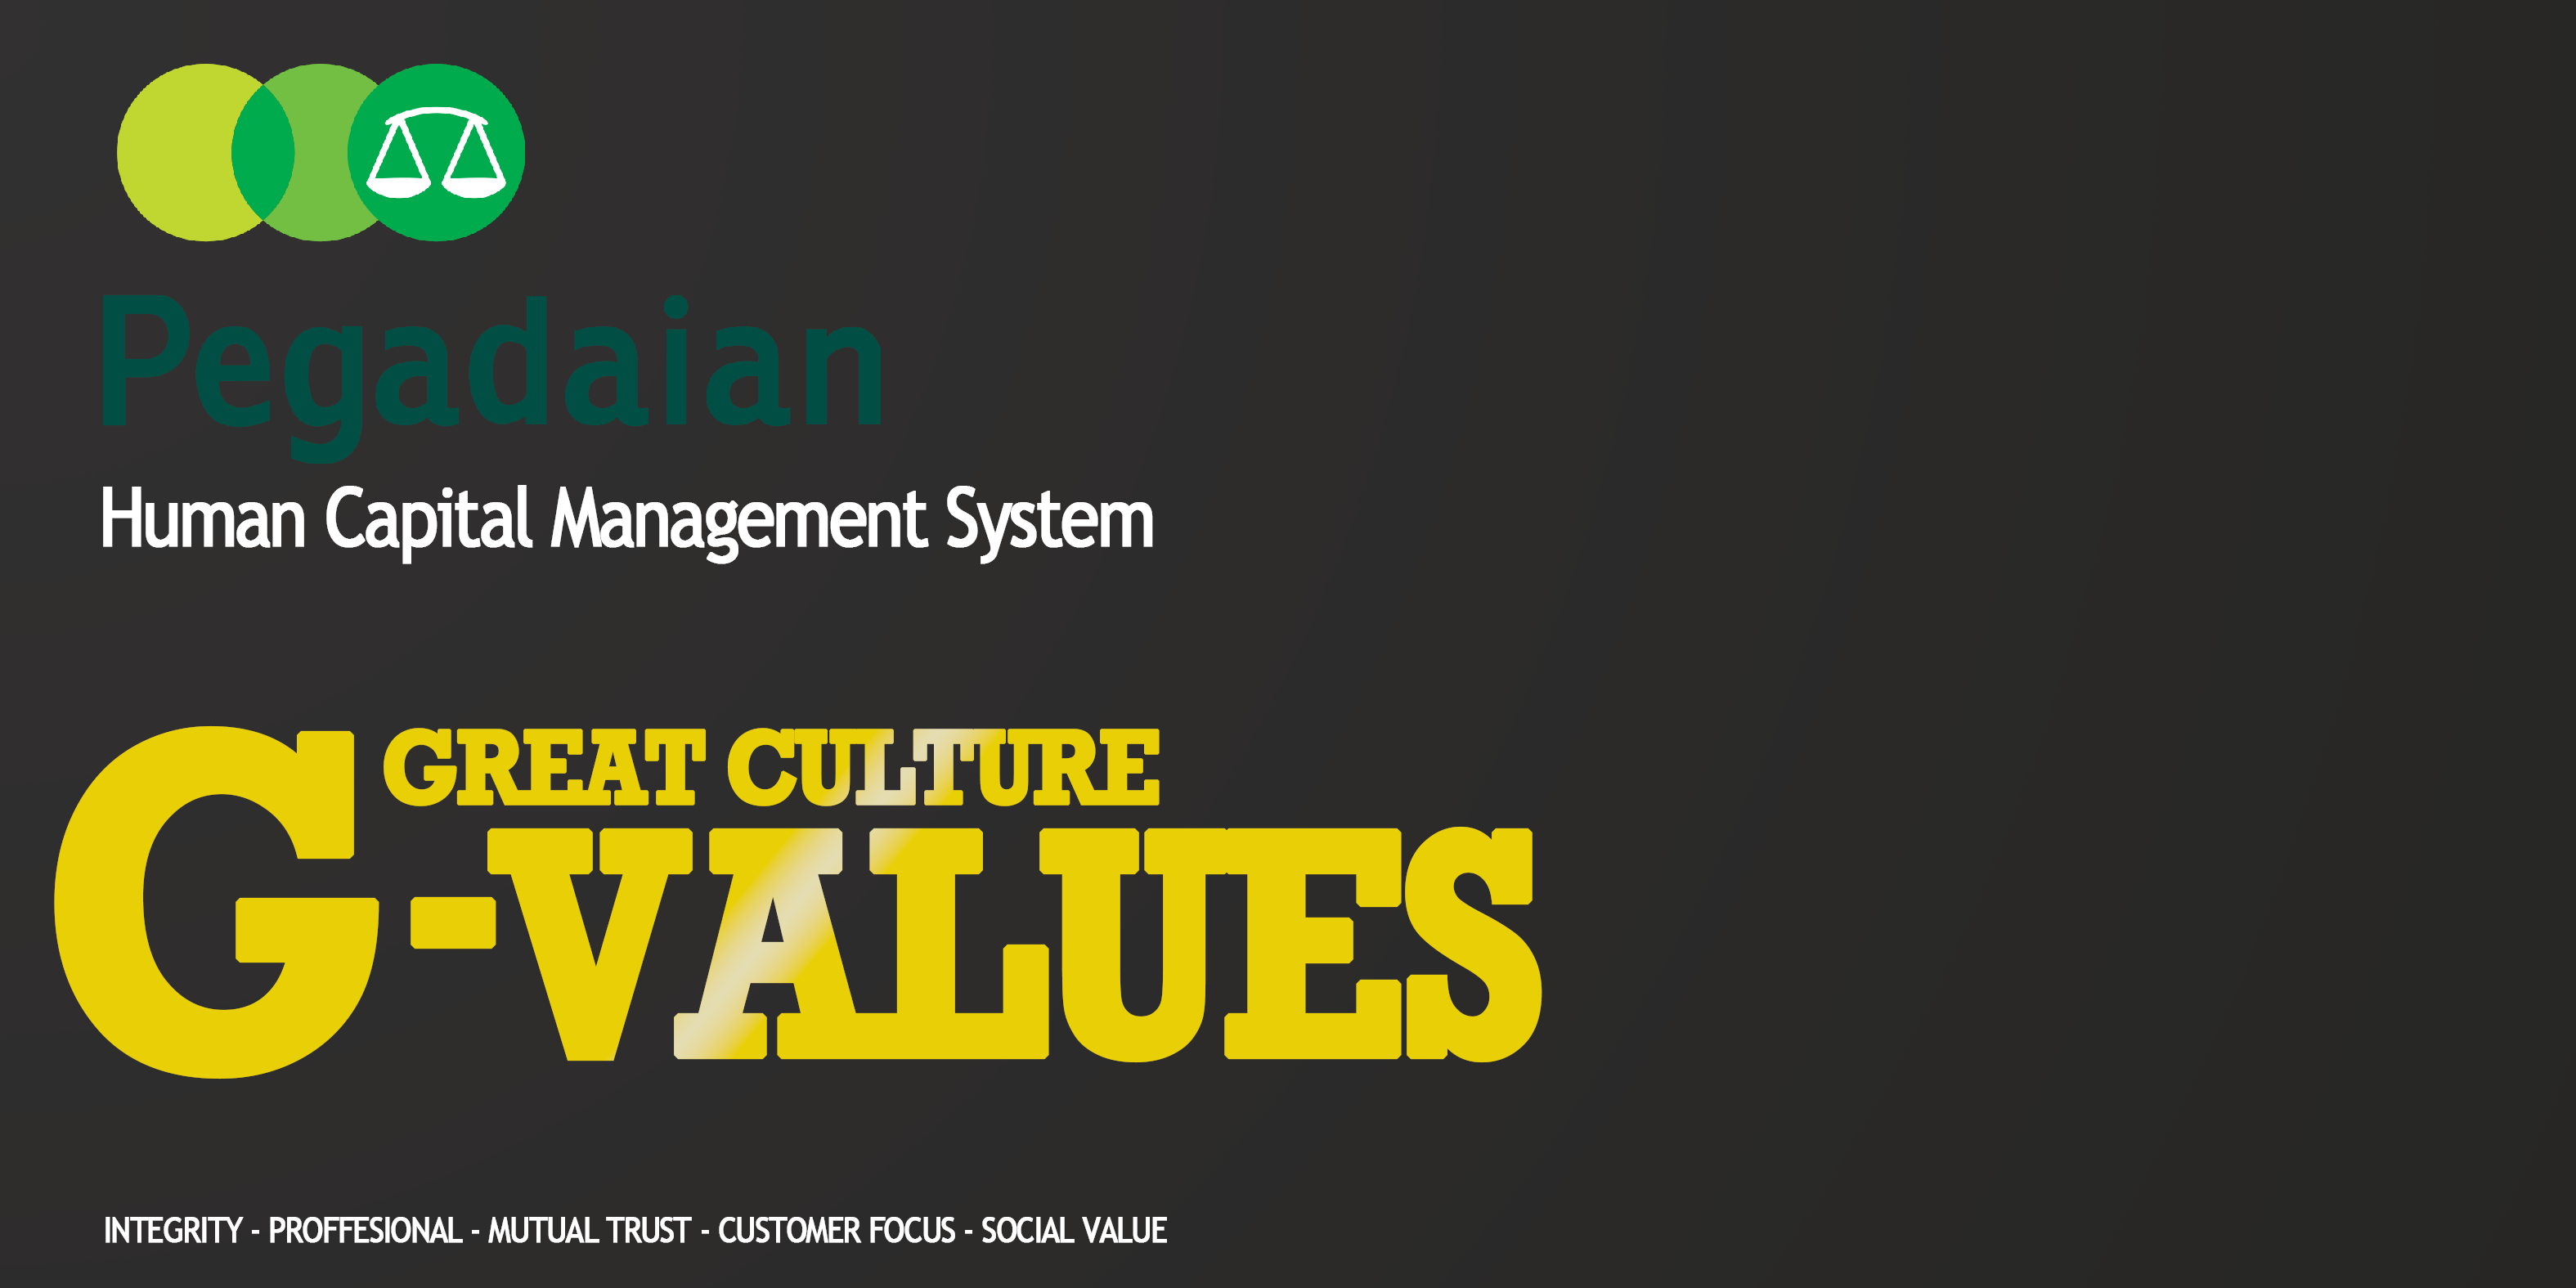 Pegadaian
Human Capital Management System
GREAT CULTURE
G-VALUES
INTEGRITY - PROFFESIONAL - MUTUAL TRUST - CUSTOMER FOCUS - SOCIAL VALUE